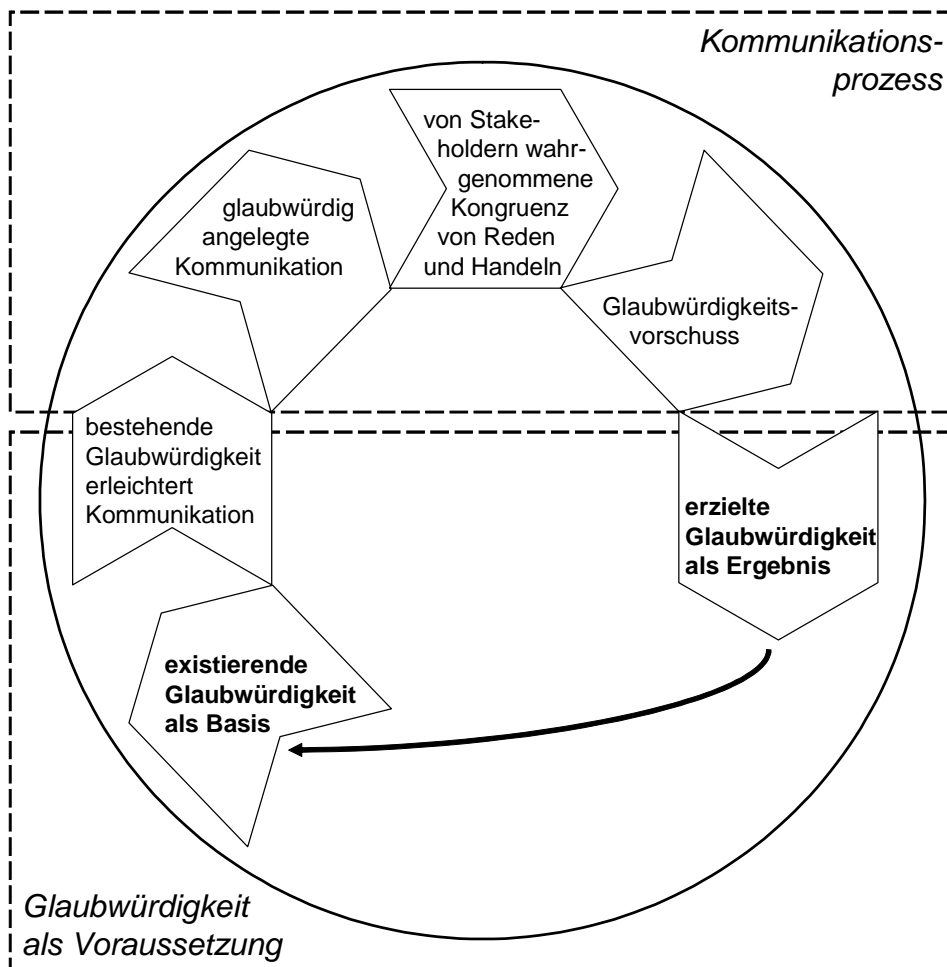 Kommunikations-
prozess
von Stake-
holdern wahr-
genommene
Kongruenz
von Reden
und Handeln
glaubwürdig
angelegte
Kommunikation
Glaubwürdigkeits-
vorschuss
bestehende
Glaubwürdigkeit
erleichtert
Kommunikation
erzielte
Glaubwürdigkeit
als Ergebnis
existierende
Glaubwürdigkeit
als Basis
Glaubwürdigkeit
als Voraussetzung